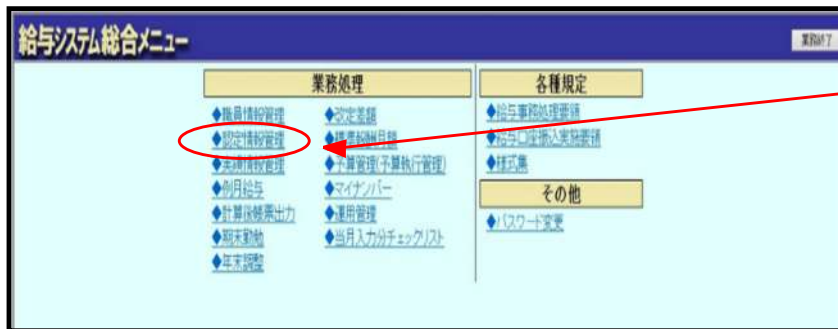 給与システム総合メニュー
業務終了
業務処理
◆職員情報管理
◆認定情報管理
◆実績情報管理
◆例月給与
◆計算後帳票出力
◆期末勤勉
◆年末調整
◆改定差額
◆標準報酬月額
◆予算管理(予算執行管理)
◆マイナンバー
◆運用管理
◆当月入力分チェックリスト
各種規定
◆給与事務処理要領
◆給与口座振込実施要領
◆様式集
その他
◆パスワード変更